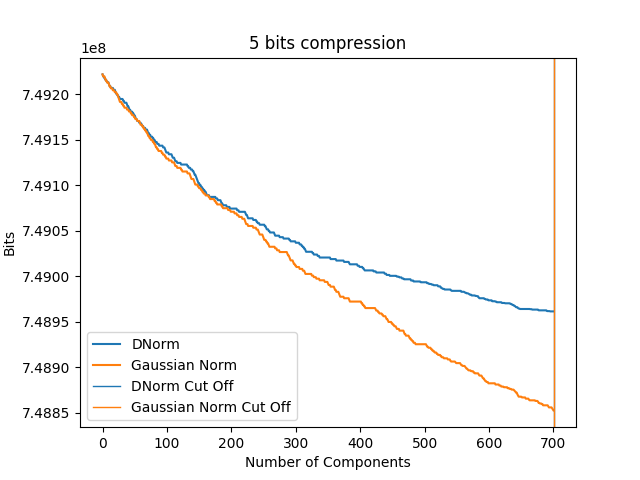 5 bits compression
1e8
7.4920
7.4915
7.4910
7.4905
7.4900
7.4895
7.4890
7.4885
Bits
DNorm
Gaussian Norm
DNorm Cut Off
Gaussian Norm Cut Off
0 100 200 300 400 500 600 700
Number of Components